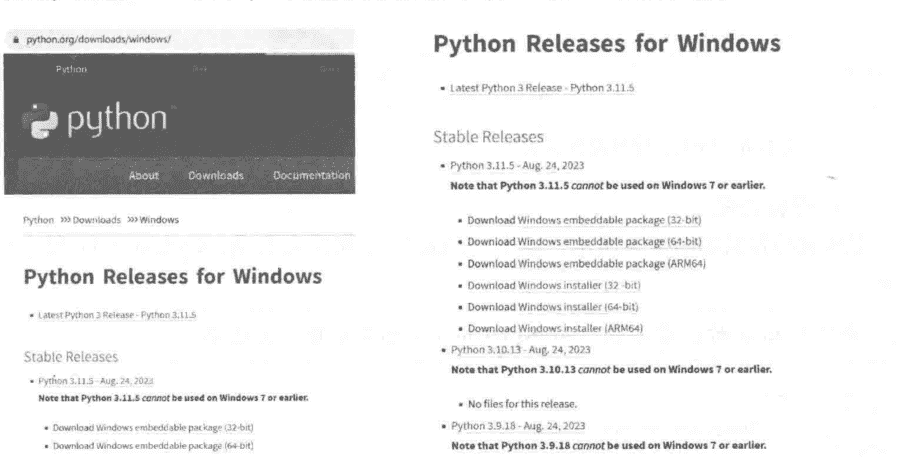 python.org/downloads/windows/
Python
python
About Downloads Documentation
Python >>> Downloads >>> Windows
Python Releases for Windows
Latest Python 3 Release - Python 3.11.5
Stable Releases
Python 3.11.5 - Aug. 24, 2023
Note that Python 3.11.5 cannot be used on Windows 7 or earlier.
Download Windows embeddable package (32-bit)
Download Windows embeddable package (64-bit)
Python Releases for Windows
Latest Python 3 Release - Python 3.11.5
Stable Releases
Python 3.11.5 - Aug. 24, 2023
Note that Python 3.11.5 cannot be used on Windows 7 or earlier.
Download Windows embeddable package (32-bit)
Download Windows embeddable package (64-bit)
Download Windows embeddable package (ARM64)
Download Windows installer (32 -bit)
Download Windows installer (64-bit)
Download Windows installer (ARM64)
Python 3.10.13 - Aug. 24, 2023
Note that Python 3.10.13 cannot be used on Windows 7 or earlier.
No files for this release.
Python 3.9.18 - Aug. 24, 2023
Note that Python 3.9.18 cannot be used on Windows 7 or earlier.